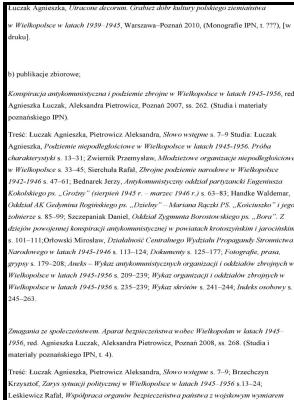 Łuczak Agnieszka, Utracone decorum. Grabież dóbr kultury polskiego ziemiaństwa
w Wielkopolsce w latach 1939–1945, Warszawa–Poznań 2010, (Monografie IPN, t. ???), [w
druku].
b) publikacje zbiorowe;
Konspiracja antykomunistyczna i podziemie zbrojne w Wielkopolsce w latach 1945-1956, red
Agnieszka Łuczak, Aleksandra Pietrowicz, Poznań 2007, ss. 262. (Studia i materiały
poznańskiego IPN).
Treść: Łuczak Agnieszka, Pietrowicz Aleksandra, Słowo wstępne s. 7–9 Studia: Łuczak
Agnieszka, Podziemie niepodległościowe w Wielkopolsce w latach 1945-1956. Próba
charakterystyki s. 13–31; Zwiernik Przemysław, Młodzieżowe organizacje niepodległościowe
w Wielkopolsce s. 33–45; Sierchuła Rafał, Zbrojne podziemie narodowe w Wielkopolsce
1942-1946 s. 47–61; Bednarek Jerzy, Antykomunistyczny oddział partyzancki Eugeniusza
Kokolskiego ps. „Groźny” (sierpień 1945 r. – marzec 1946 r.) s. 63–83; Handke Waldemar,
Oddział AK Gedymina Rogińskiego ps. „Dzielny” – Mariana Rączki PS. „Kościuszko” i jego
żołnierze s. 85–99; Szczepaniak Daniel, Oddział Zygmunta Borostowskiego ps. „Bora”. Z
dziejów powojennej konspiracji antykomunistycznej w powiatach krotoszyńskim i jarocińskim
s. 101–111;Orłowski Mirosław, Działalność Centralnego Wydziału Propagandy Stronnictwa
Narodowego w latach 1945-1946 s. 113–124; Dokumenty s. 125–177; Fotografie, prasa,
grypsy s. 179–208; Aneks – Wykaz antykomunistycznych organizacji i oddziałów zbrojnych w
Wielkopolsce w latach 1945-1956 s. 209–239; Wykaz organizacji i oddziałów zbrojnych w
Wielkopolsce w latach 1945-1956 s. 235–239; Wykaz skrótów s. 241–244; Indeks osobowy s.
245–263.
Zmagania ze społeczeństwem. Aparat bezpieczeństwa wobec Wielkopolan w latach 1945–
1956, red. Agnieszka Łuczak, Aleksandra Pietrowicz, Poznań 2008, ss. 268. (Studia i
materiały poznańskiego IPN, t. 4).
Treść: Łuczak Agnieszka, Pietrowicz Aleksandra, Słowo wstępne s. 7–9; Brzechczyn
Krzysztof, Zarys sytuacji politycznej w Wielkopolsce w latach 1945–1956 s.13–24;
Leśkiewicz Rafał, Współpraca organów bezpieczeństwa państwa z wojskowym wymiarem